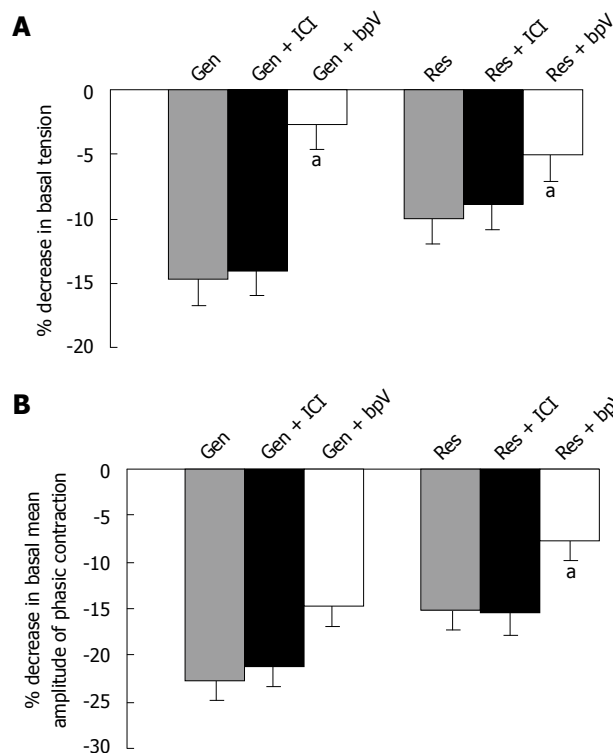 A
Gen
Gen + ICI
Gen + bpV
Res
Res + ICI
Res + bpV
% decrease in basal tension
0
-5
-10
-15
-20
a
a
B
Gen
Gen + ICI
Gen + bpV
Res
Res + ICI
Res + bpV
% decrease in basal mean
amplitude of phasic contraction
0
-5
-10
-15
-20
-25
-30
a